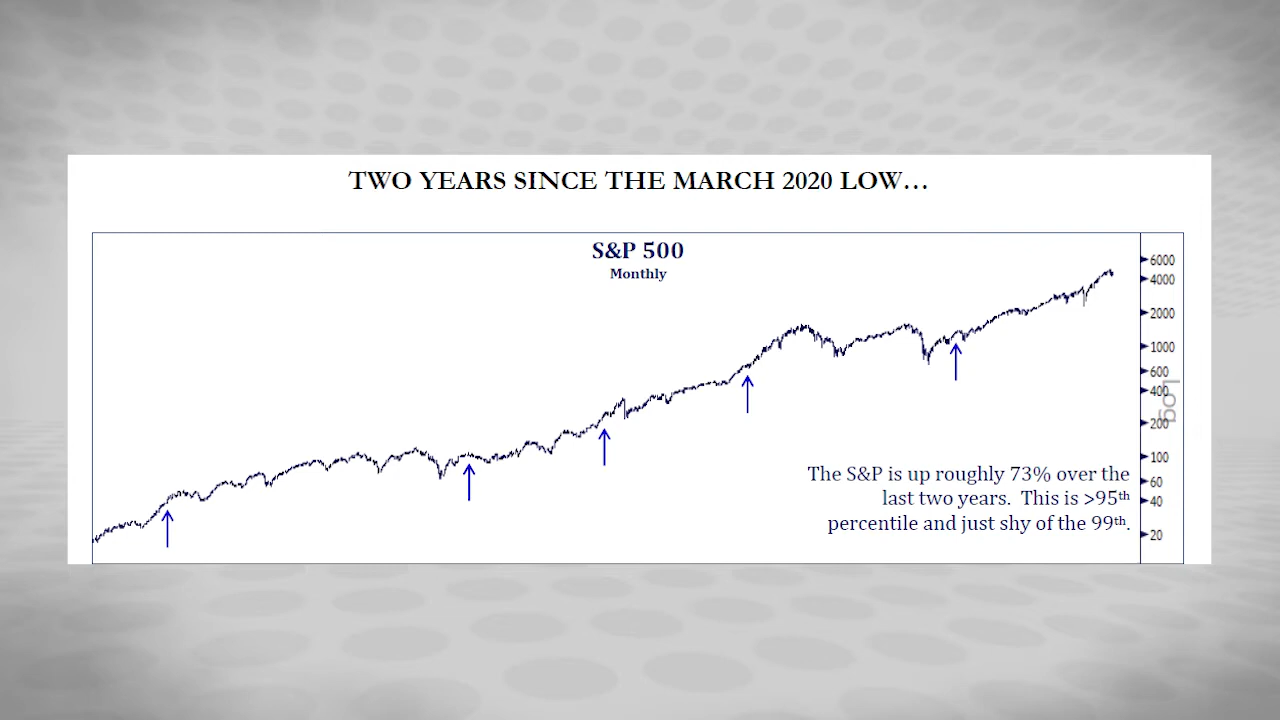 TWO YEARS SINCE THE MARCH 2020 LOW…
S&P 500
Monthly
6000
4000
2000
1000
600
400
200
100
60
40
20
Log
The S&P is up roughly 73% over the
last two years. This is >95th
percentile and just shy of the 99th.